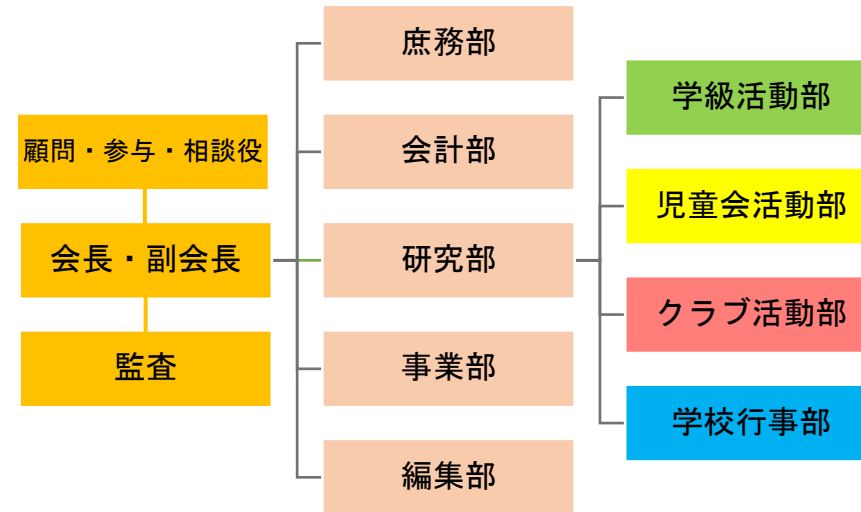 顧問・参与・相談役
会長・副会長
監査
庶務部
会計部
研究部
事業部
編集部
学級活動部
児童会活動部
クラブ活動部
学校行事部